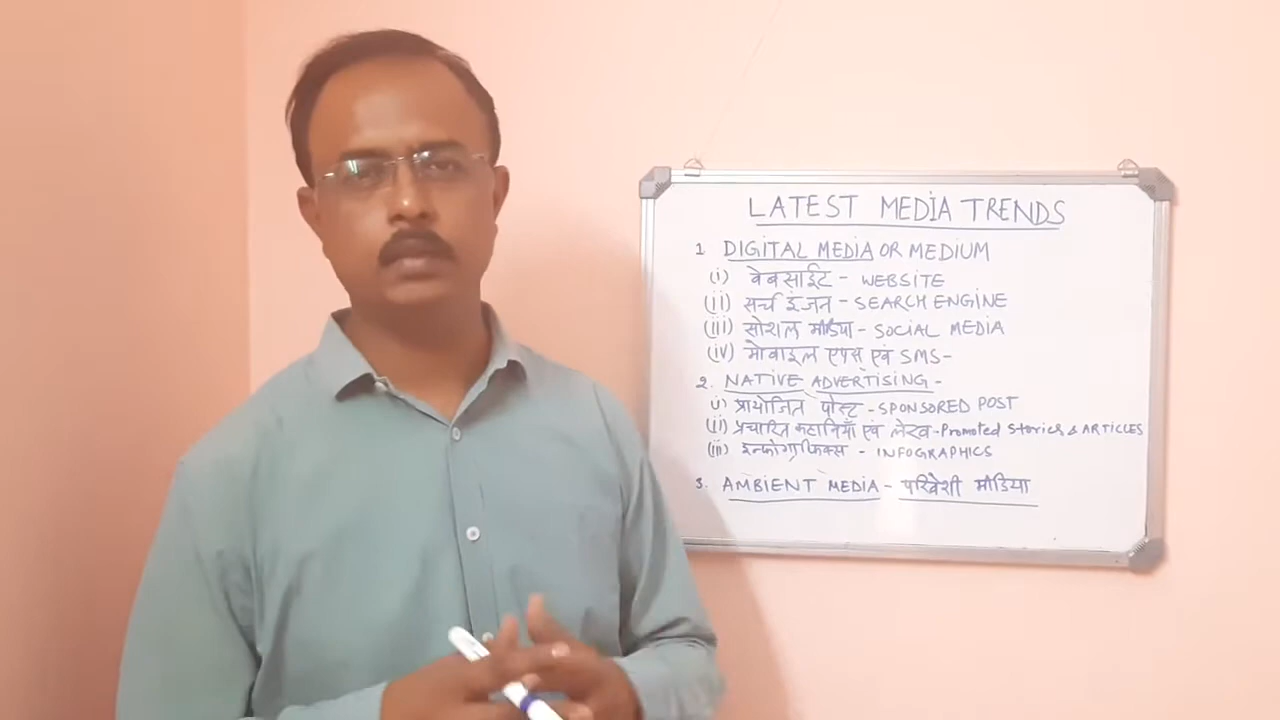 LATEST MEDIA TRENDS
1. DIGITAL MEDIA OR MEDIUM
(i) वेबसाईट - WEBSITE
(ii) सर्च इंजन - SEARCH ENGINE
(iii) सोशल मीडिया - SOCIAL MEDIA
(iv) मोबाइल एप्स एवं SMS-
2. NATIVE ADVERTISING -
i) प्रायोजित पोस्ट - SPONSORED POST
(ii) प्रचारित कहानियाँ एवं लेख - Promoted Stories & ARTICLES
(iii) इन्फोग्राफिक्स - INFOGRAPHICS
3. AMBIENT MEDIA - परिवेशी मीडिया